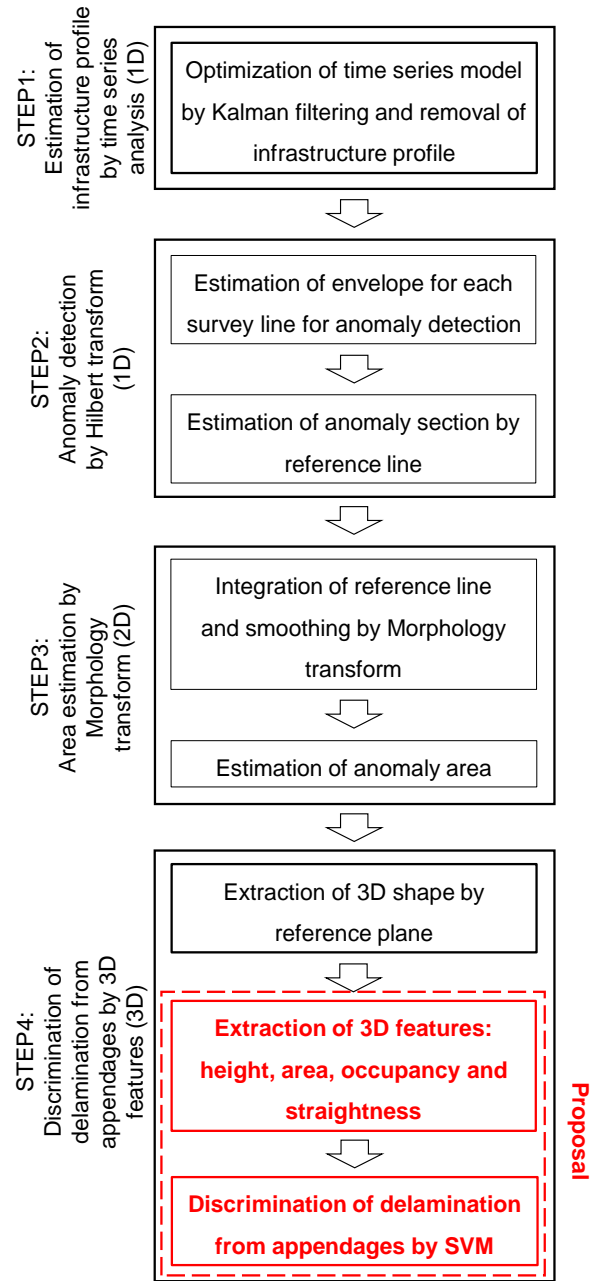 STEP1:
Estimation of
infrastructure profile
by time series
analysis (1D)
Optimization of time series model
by Kalman filtering and removal of
infrastructure profile
STEP2:
Anomaly detection
by Hilbert transform
(1D)
Estimation of envelope for each
survey line for anomaly detection
Estimation of anomaly section by
reference line
STEP3:
Area estimation by
Morphology
transform (2D)
Integration of reference line
and smoothing by Morphology
transform
Estimation of anomaly area
STEP4:
Discrimination of
delamination from
appendages by 3D
features (3D)
Extraction of 3D shape by
reference plane
Extraction of 3D features:
height, area, occupancy and
straightness
Discrimination of delamination
from appendages by SVM
Proposal